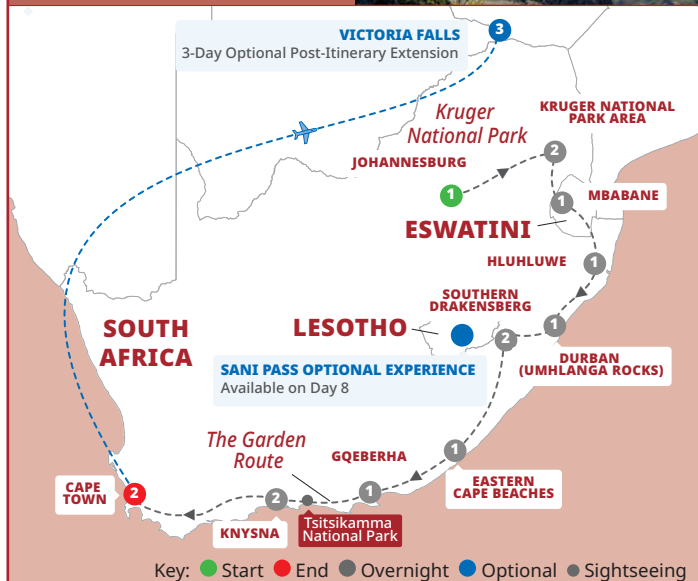 VICTORIA FALLS
3-Day Optional Post-Itinerary Extension
3
Kruger
National Park
KRUGER NATIONAL
PARK AREA
JOHANNESBURG
2
1
1
MBABANE
ESWATINI
HLUHLUWE
1
SOUTHERN
DRAKENSBERG
SOUTH
AFRICA
LESOTHO
2
1
DURBAN
(UMHLANGA ROCKS)
SANI PASS OPTIONAL EXPERIENCE
Available on Day 8
The Garden
Route
GQEBERHA
1
EASTERN
CAPE BEACHES
CAPE
TOWN
2
2
1
KNYSNA
Tsitsikamma
National Park
Key: Start End Overnight Optional Sightseeing